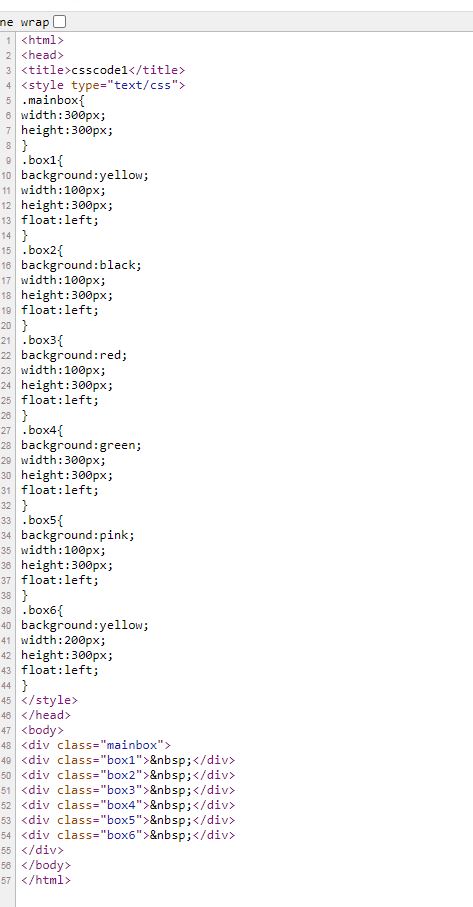 ne wrap
1 <html>
2 <head>
3 <title>csscode1</title>
4 <style type="text/css">
5 .mainbox{
6 width:300px;
7 height:300px;
8 }
9 .box1{
10 background:yellow;
11 width:100px;
12 height:300px;
13 float:left;
14 }
15 .box2{
16 background:black;
17 width:100px;
18 height:300px;
19 float:left;
20 }
21 .box3{
22 background:red;
23 width:100px;
24 height:300px;
25 float:left;
26 }
27 .box4{
28 background:green;
29 width:300px;
30 height:300px;
31 float:left;
32 }
33 .box5{
34 background:pink;
35 width:100px;
36 height:300px;
37 float:left;
38 }
39 .box6{
40 background:yellow;
41 width:200px;
42 height:300px;
43 float:left;
44 }
45 </style>
46 </head>
47 <body>
48 <div class="mainbox">
49 <div class="box1">&nbsp;</div>
50 <div class="box2">&nbsp;</div>
51 <div class="box3">&nbsp;</div>
52 <div class="box4">&nbsp;</div>
53 <div class="box5">&nbsp;</div>
54 <div class="box6">&nbsp;</div>
55 </div>
56 </body>
57 </html>